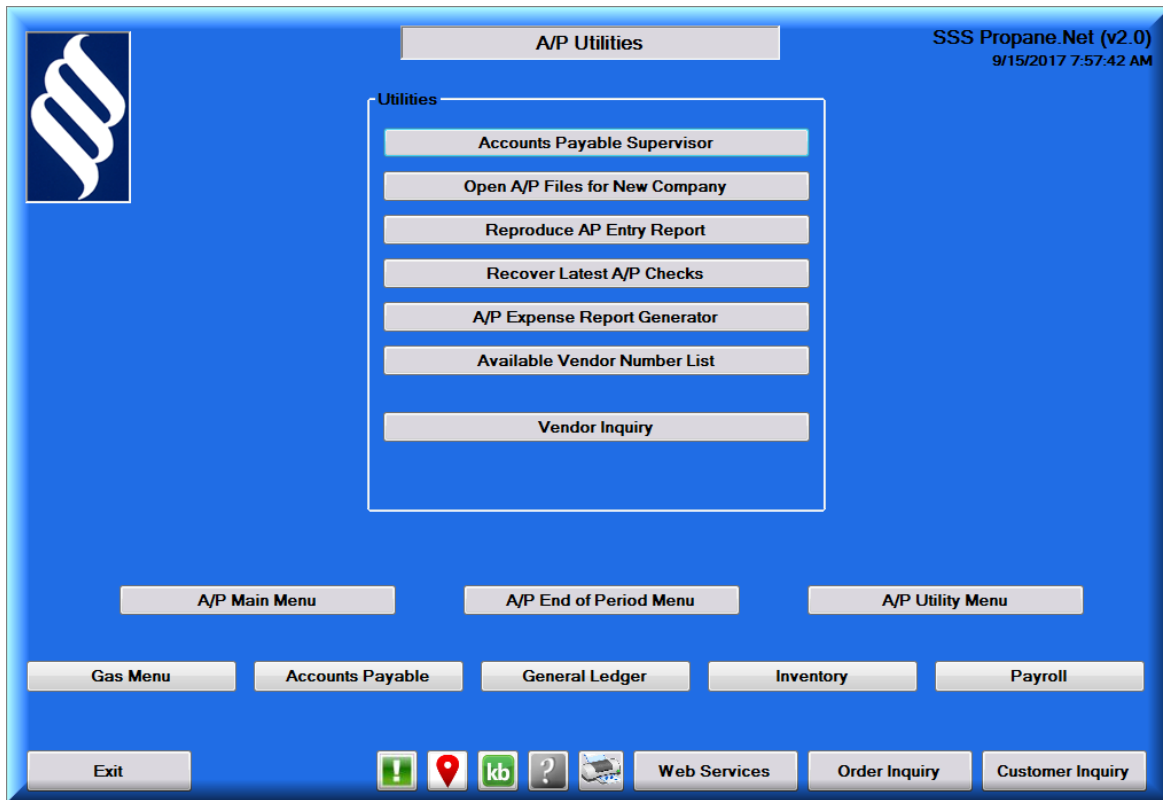 A/P Utilities
SSS Propane.Net (v2.0)
9/15/2017 7:57:42 AM
Utilities
Accounts Payable Supervisor
Open A/P Files for New Company
Reproduce AP Entry Report
Recover Latest A/P Checks
A/P Expense Report Generator
Available Vendor Number List
Vendor Inquiry
A/P Main Menu
A/P End of Period Menu
A/P Utility Menu
Gas Menu
Accounts Payable
General Ledger
Inventory
Payroll
Exit
!
kb
?
Web Services
Order Inquiry
Customer Inquiry